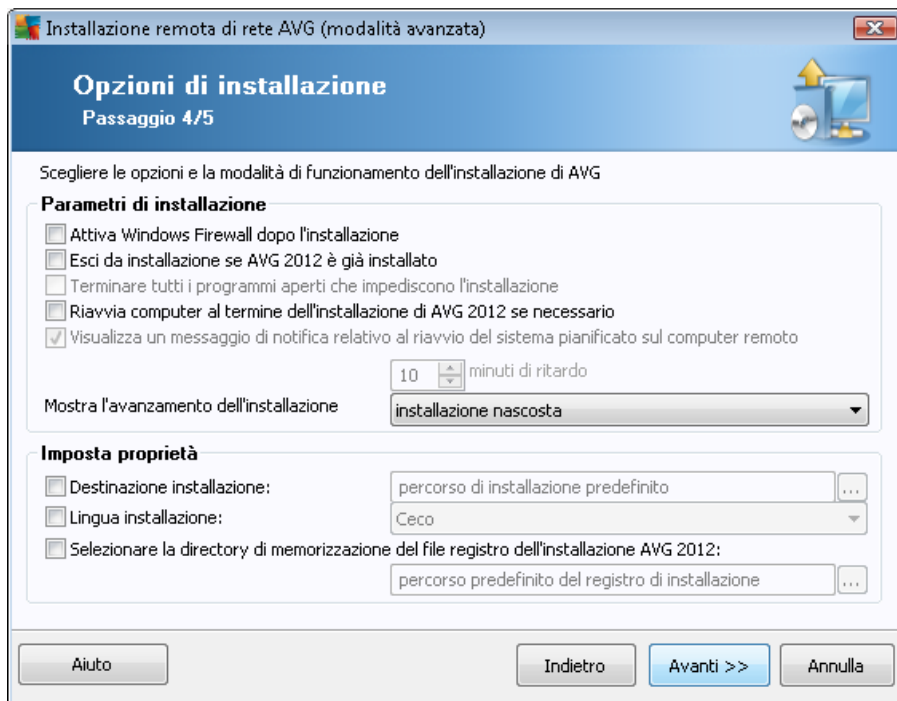 Installazione remota di rete AVG (modalità avanzata)
Opzioni di installazione
Passaggio 4/5
Scegliere le opzioni e la modalità di funzionamento dell'installazione di AVG
Parametri di installazione
Attiva Windows Firewall dopo l'installazione
Esci da installazione se AVG 2012 è già installato
Terminare tutti i programmi aperti che impediscono l'installazione
Riavvia computer al termine dell'installazione di AVG 2012 se necessario
Visualizza un messaggio di notifica relativo al riavvio del sistema pianificato sul computer remoto
10 minuti di ritardo
Mostra l'avanzamento dell'installazione installazione nascosta
Imposta proprietà
Destinazione installazione: percorso di installazione predefinito ...
Lingua installazione: Ceco
Selezionare la directory di memorizzazione del file registro dell'installazione AVG 2012:
percorso predefinito del registro di installazione ...
Aiuto Indietro Avanti >> Annulla